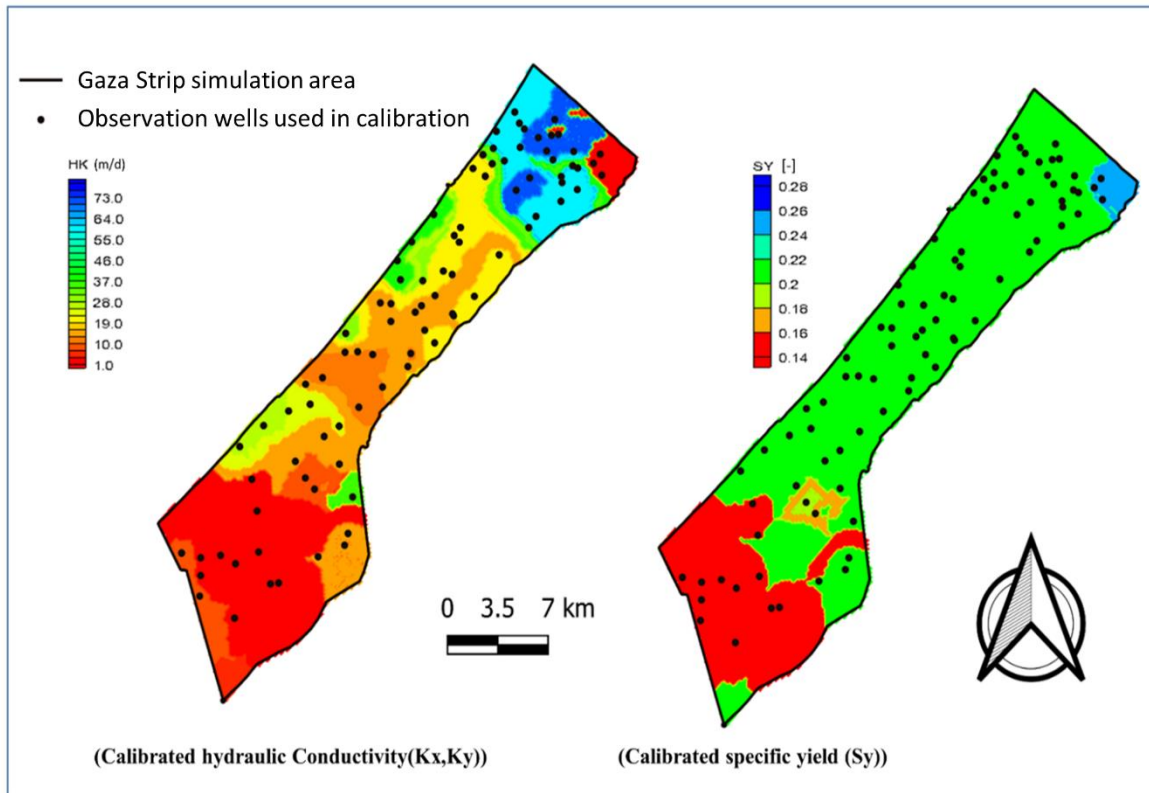 Gaza Strip simulation area
Observation wells used in calibration
HK (m/d)
73.0
64.0
55.0
46.0
37.0
28.0
19.0
10.0
1.0
SY [-]
0.28
0.26
0.24
0.22
0.2
0.18
0.16
0.14
0 3.5 7 km
(Calibrated hydraulic Conductivity(Kx,Ky))
(Calibrated specific yield (Sy))